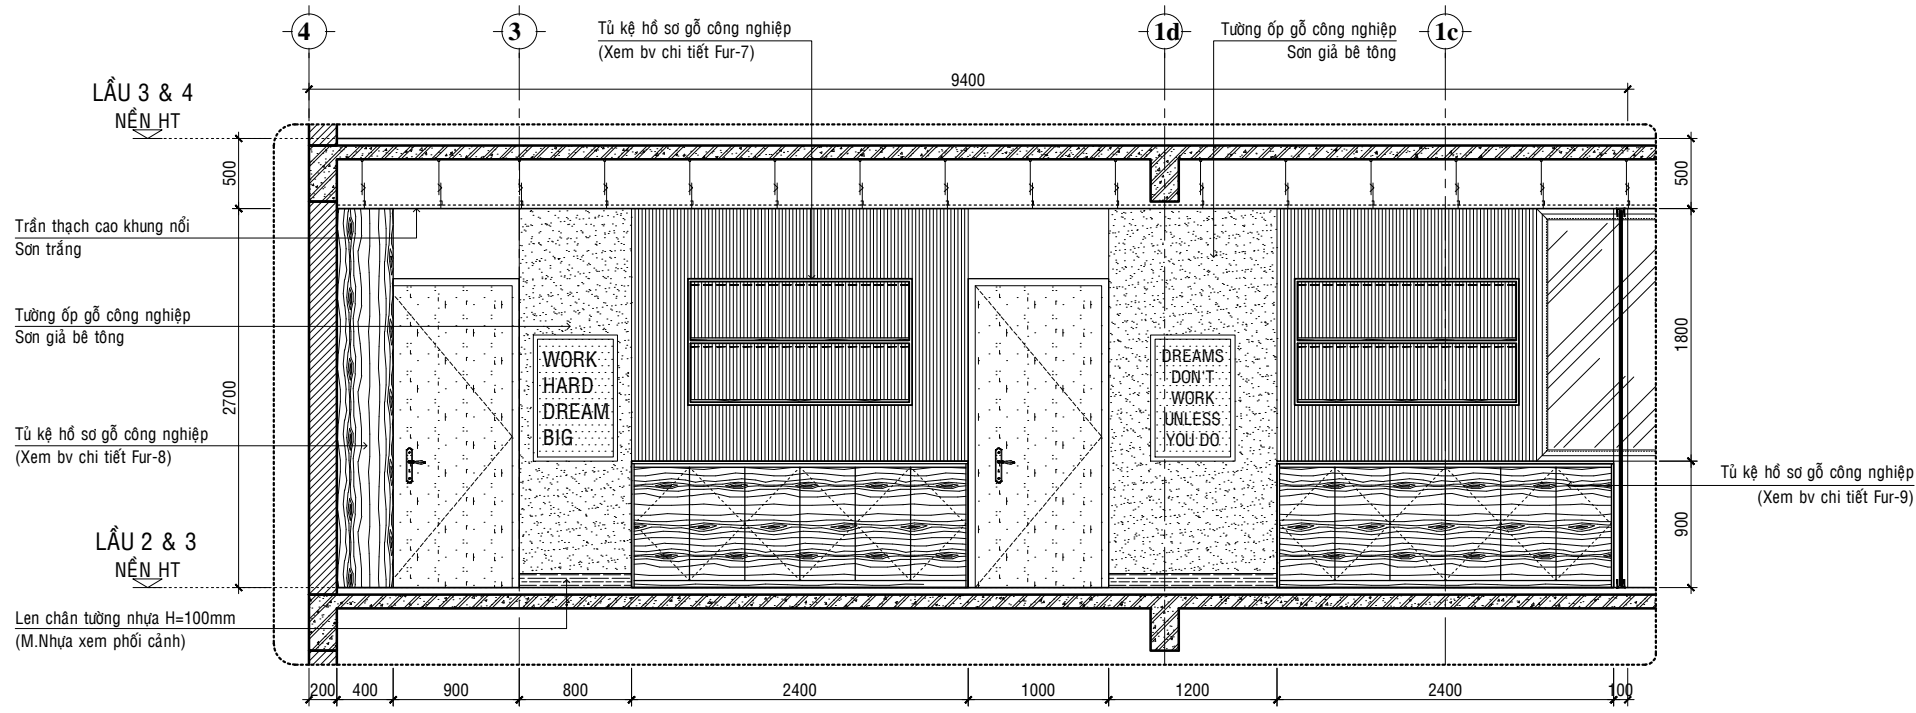 4
3
1d
1c
Tủ kệ hồ sơ gỗ công nghiệp
(Xem bv chi tiết Fur-7)
Tường ốp gỗ công nghiệp
Sơn giả bê tông
9400
LẦU 3 & 4
NỀN HT
500
500
Trần thạch cao khung nổi
Sơn trắng
Tường ốp gỗ công nghiệp
Sơn giả bê tông
2700
1800
WORK
HARD
DREAM
BIG
DREAMS
DON'T
WORK
UNLESS
YOU DO
Tủ kệ hồ sơ gỗ công nghiệp
(Xem bv chi tiết Fur-8)
Tủ kệ hồ sơ gỗ công nghiệp
(Xem bv chi tiết Fur-9)
900
LẦU 2 & 3
NỀN HT
Len chân tường nhựa H=100mm
(M.Nhựa xem phối cảnh)
200 400 900 800 2400 1000 1200 2400 100